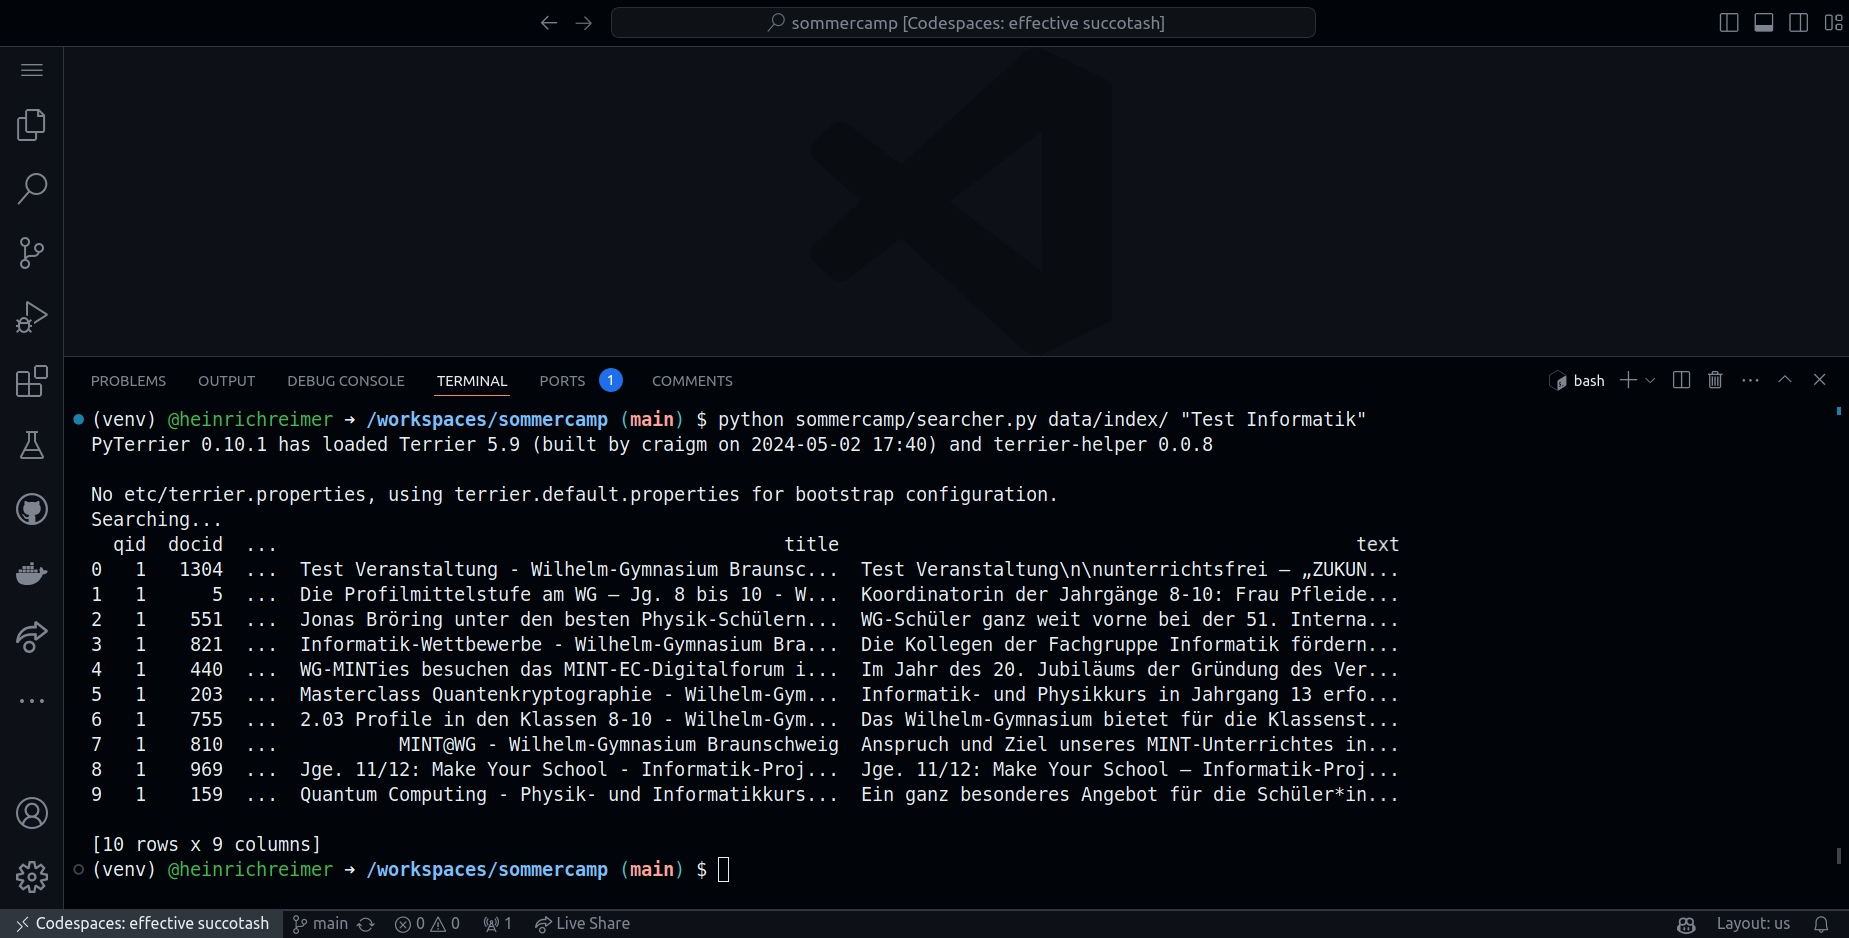 sommercamp [Codespaces: effective succotash]
PROBLEMS OUTPUT DEBUG CONSOLE TERMINAL PORTS 1 COMMENTS bash
(venv) @heinrichreimer ➜ /workspaces/sommercamp (main) $ python sommercamp/searcher.py data/index/ "Test Informatik"
PyTerrier 0.10.1 has loaded Terrier 5.9 (built by craigm on 2024-05-02 17:40) and terrier-helper 0.0.8
No etc/terrier.properties, using terrier.default.properties for bootstrap configuration.
Searching...
qid docid ... title text
0 1 1304 ... Test Veranstaltung - Wilhelm-Gymnasium Braunsc... Test Veranstaltung\n\nunterrichtsfrei – „ZUKUN...
1 1 5 ... Die Profilmittelstufe am WG – Jg. 8 bis 10 - W... Koordinatorin der Jahrgänge 8-10: Frau Pfleide...
2 1 551 ... Jonas Bröring unter den besten Physik-Schülern... WG-Schüler ganz weit vorne bei der 51. Interna...
3 1 821 ... Informatik-Wettbewerbe - Wilhelm-Gymnasium Bra... Die Kollegen der Fachgruppe Informatik fördern...
4 1 440 ... WG-MINTies besuchen das MINT-EC-Digitalforum i... Im Jahr des 20. Jubiläums der Gründung des Ver...
5 1 203 ... Masterclass Quantenkryptographie - Wilhelm-Gym... Informatik- und Physikkurs in Jahrgang 13 erfo...
6 1 755 ... 2.03 Profile in den Klassen 8-10 - Wilhelm-Gym... Das Wilhelm-Gymnasium bietet für die Klassenst...
7 1 810 ... MINT@WG - Wilhelm-Gymnasium Braunschweig Anspruch und Ziel unseres MINT-Unterrichtes in...
8 1 969 ... Jge. 11/12: Make Your School - Informatik-Proj... Jge. 11/12: Make Your School – Informatik-Proj...
9 1 159 ... Quantum Computing - Physik- und Informatikkurs... Ein ganz besonderes Angebot für die Schüler*in...
[10 rows x 9 columns]
(venv) @heinrichreimer ➜ /workspaces/sommercamp (main) $
Codespaces: effective succotash main 0 0 1 Live Share Layout: us